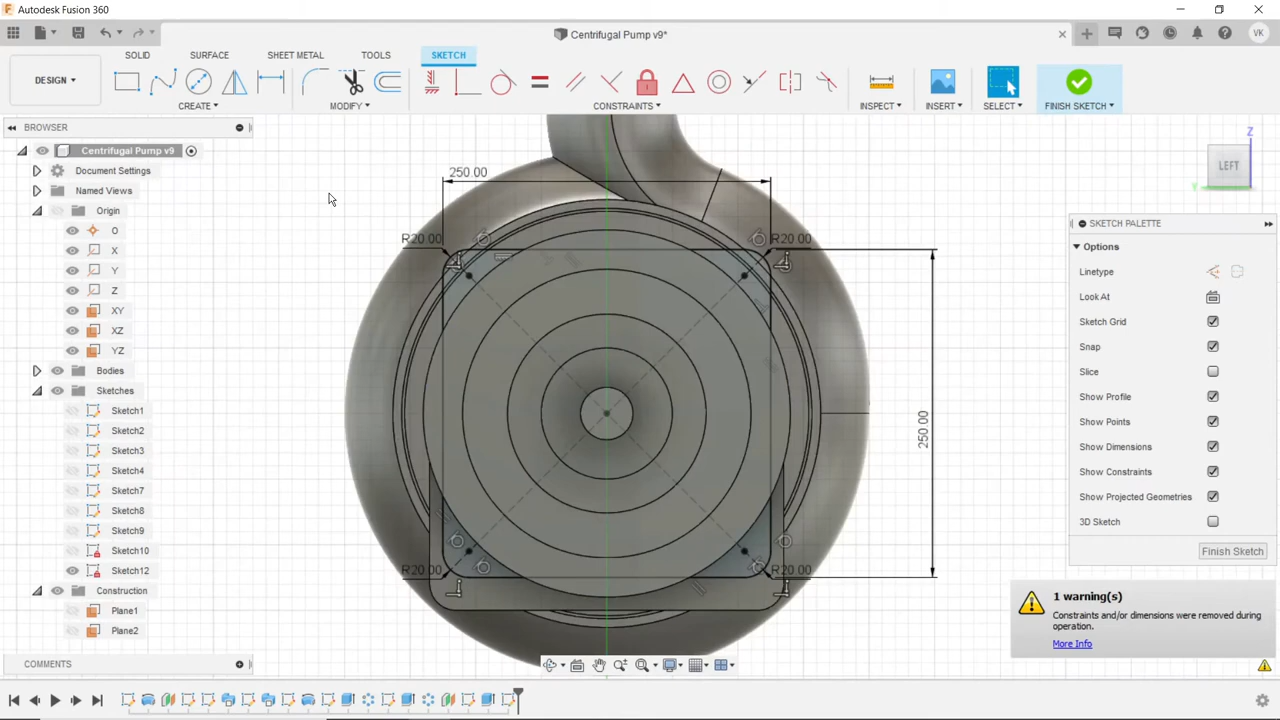 Autodesk Fusion 360
Centrifugal Pump v9*
VK
SOLID SURFACE SHEET METAL TOOLS SKETCH
DESIGN
CREATE MODIFY CONSTRAINTS INSPECT INSERT SELECT FINISH SKETCH
BROWSER
Centrifugal Pump v9
Document Settings
Named Views
Origin
O
X
Y
Z
XY
XZ
YZ
Bodies
Sketches
Sketch1
Sketch2
Sketch3
Sketch4
Sketch7
Sketch8
Sketch9
Sketch10
Sketch12
Construction
Plane1
Plane2
COMMENTS
250.00
R20.00 R20.00
250.00
R20.00 R20.00
Z
LEFT
Y
SKETCH PALETTE
Options
Linetype
Look At
Sketch Grid
Snap
Slice
Show Profile
Show Points
Show Dimensions
Show Constraints
Show Projected Geometries
3D Sketch
Finish Sketch
1 warning(s)
Constraints and/or dimensions were removed during
operation.
More Info